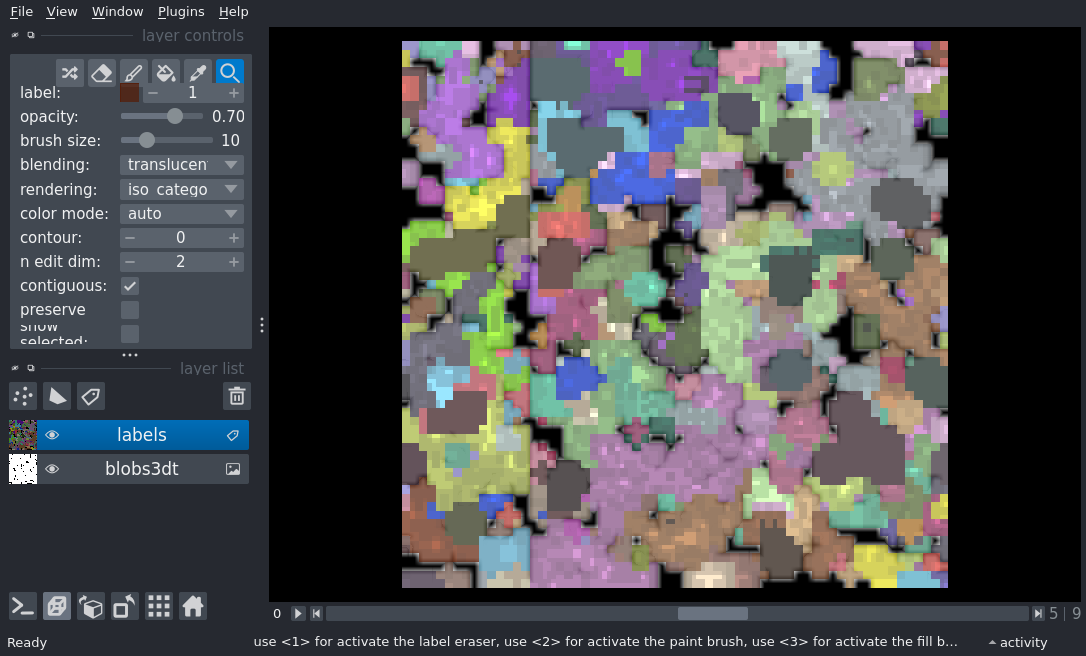 File View Window Plugins Help
layer controls
label: 1
opacity: 0.70
brush size: 10
blending: translucen
rendering: iso_catego
color mode: auto
contour: 0
n edit dim: 2
contiguous:
preserve
show
selected:
layer list
labels
blobs3dt
0 5 | 9
Ready use <1> for activate the label eraser, use <2> for activate the paint brush, use <3> for activate the fill b... activity